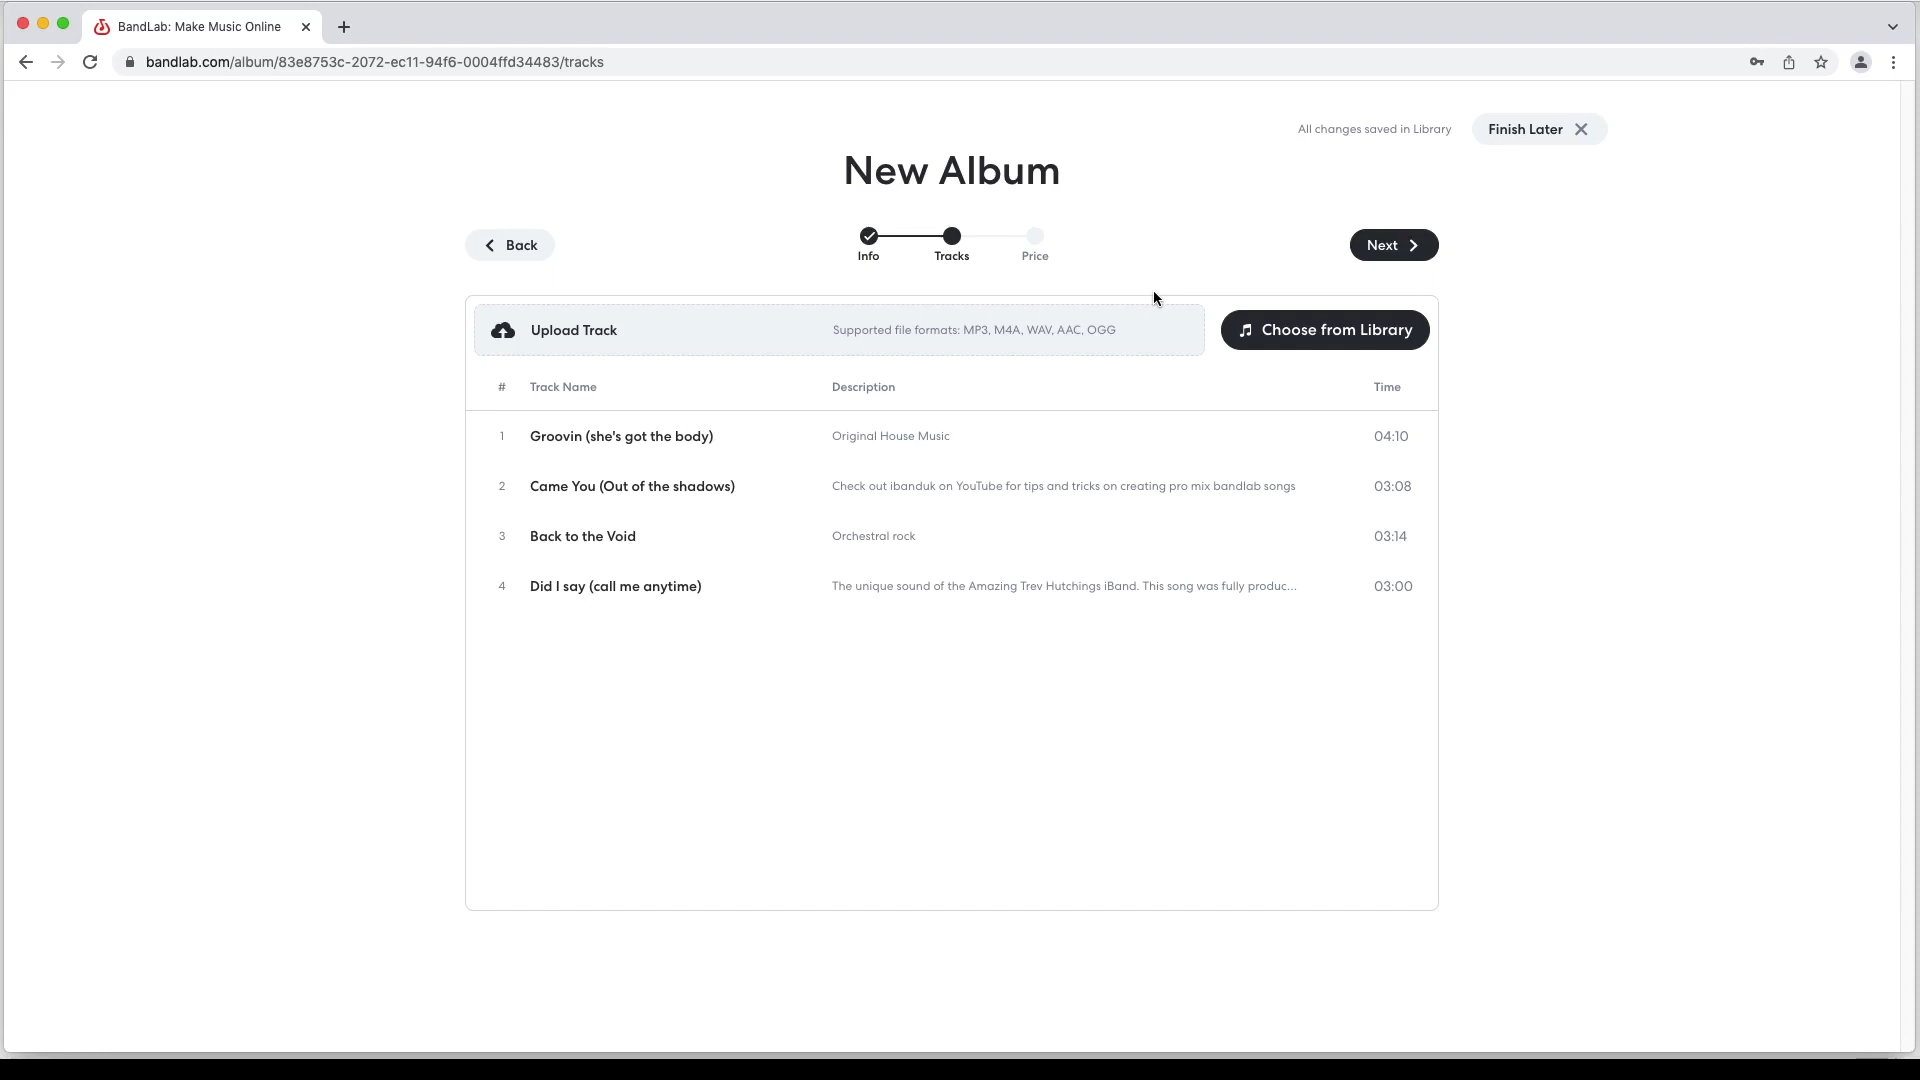 BandLab: Make Music Online
bandlab.com/album/83e8753c-2072-ec11-94f6-0004ffd34483/tracks
All changes saved in Library
Finish Later
New Album
Back
Info
Tracks
Price
Next
Upload Track
Supported file formats: MP3, M4A, WAV, AAC, OGG
Choose from Library
# Track Name Description Time
1 Groovin (she's got the body) Original House Music 04:10
2 Came You (Out of the shadows) Check out ibanduk on YouTube for tips and tricks on creating pro mix bandlab songs 03:08
3 Back to the Void Orchestral rock 03:14
4 Did I say (call me anytime) The unique sound of the Amazing Trev Hutchings iBand. This song was fully produc... 03:00